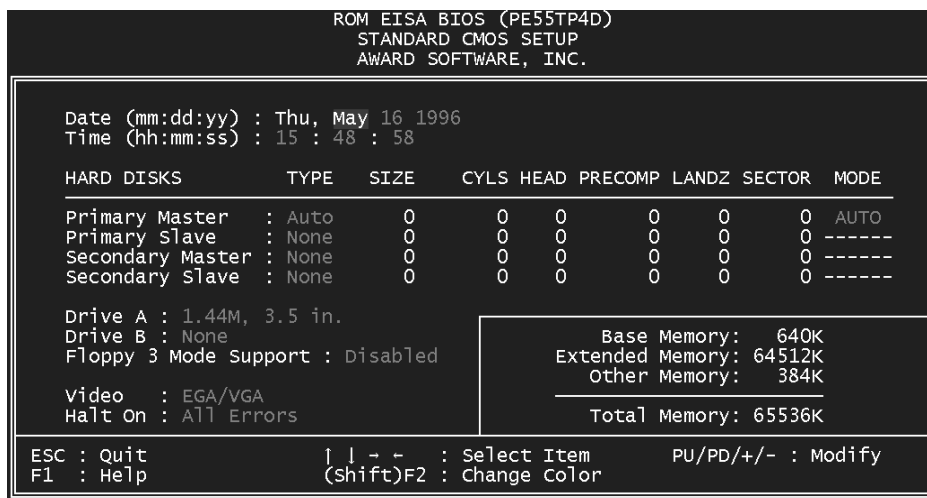 ROM EISA BIOS (PE55TP4D)
STANDARD CMOS SETUP
AWARD SOFTWARE, INC.
Date (mm:dd:yy) : Thu, May 16 1996
Time (hh:mm:ss) : 15 : 48 : 58
HARD DISKS TYPE SIZE CYLS HEAD PRECOMP LANDZ SECTOR MODE
Primary Master : Auto 0 0 0 0 0 0 AUTO
Primary Slave : None 0 0 0 0 0 0 ------
Secondary Master : None 0 0 0 0 0 0 ------
Secondary Slave : None 0 0 0 0 0 0 ------
Drive A : 1.44M, 3.5 in.
Drive B : None
Floppy 3 Mode Support : Disabled
Video : EGA/VGA
Halt On : All Errors
Base Memory: 640K
Extended Memory: 64512K
Other Memory: 384K
Total Memory: 65536K
ESC : Quit ↑ ↓ → ← : Select Item PU/PD/+/- : Modify
F1 : Help (Shift)F2 : Change Color